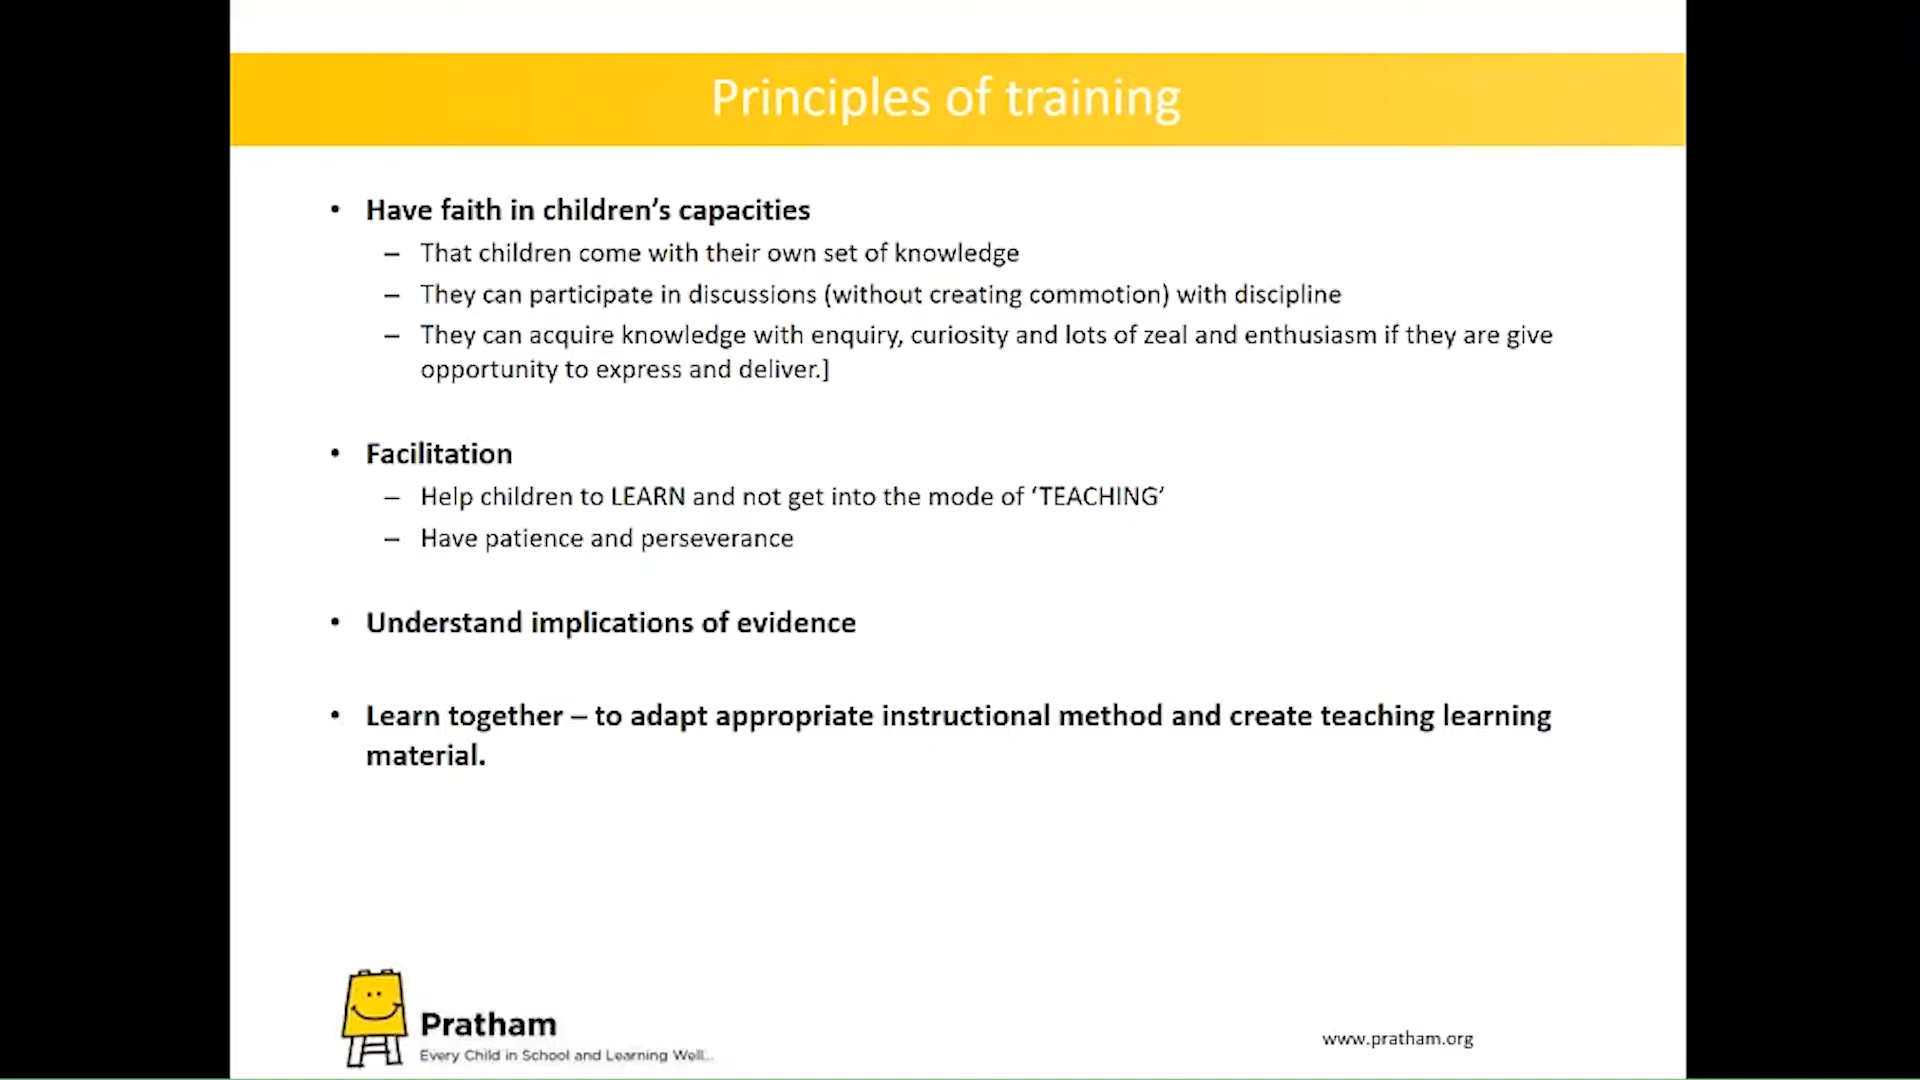 Principles of training
• Have faith in children’s capacities
– That children come with their own set of knowledge
– They can participate in discussions (without creating commotion) with discipline
– They can acquire knowledge with enquiry, curiosity and lots of zeal and enthusiasm if they are give
opportunity to express and deliver.]
• Facilitation
– Help children to LEARN and not get into the mode of ‘TEACHING’
– Have patience and perseverance
• Understand implications of evidence
• Learn together – to adapt appropriate instructional method and create teaching learning
material.
Pratham
Every Child in School and Learning Well...
www.pratham.org